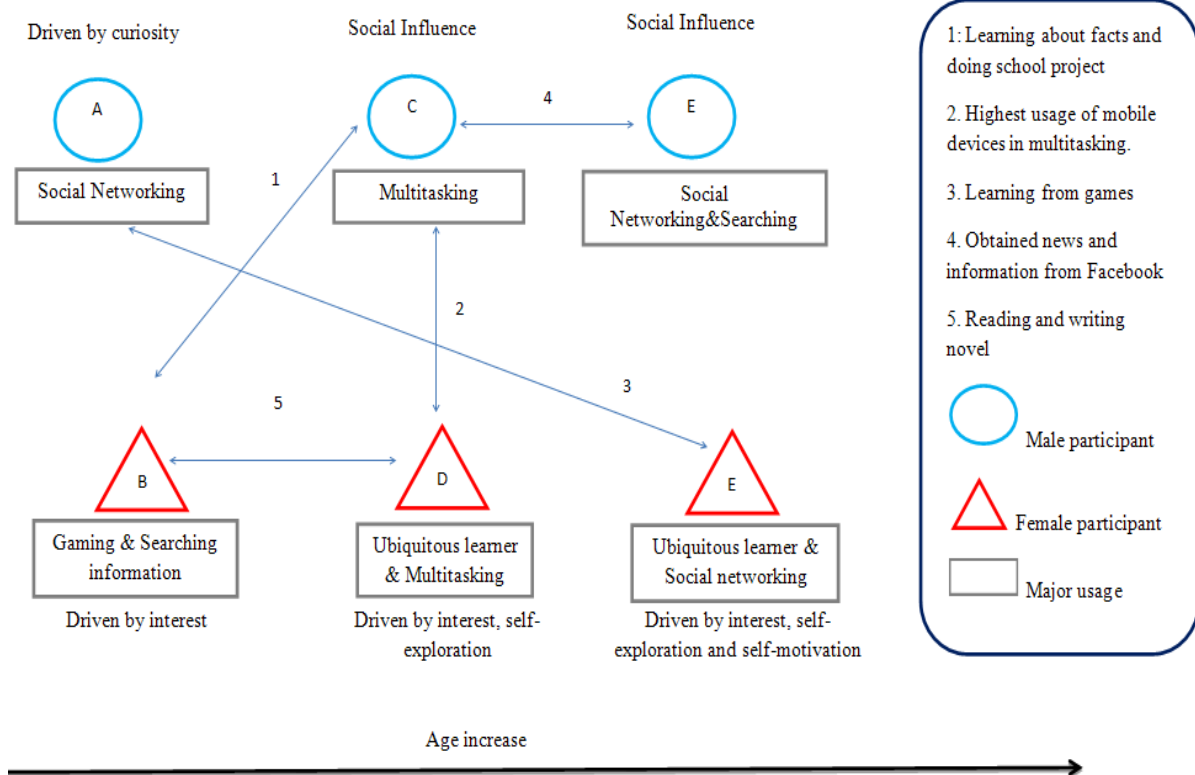 Driven by curiosity
Social Influence
Social Influence
A
C
E
4
1
Social Networking
Multitasking
Social
Networking&Searching
2
3
5
B
D
E
Gaming & Searching
information
Ubiquitous learner
& Multitasking
Ubiquitous learner &
Social networking
Driven by interest
Driven by interest, self-
exploration
Driven by interest, self-
exploration and self-motivation
Age increase
1: Learning about facts and
doing school project
2. Highest usage of mobile
devices in multitasking.
3. Learning from games
4. Obtained news and
information from Facebook
5. Reading and writing
novel
Male participant
Female participant
Major usage